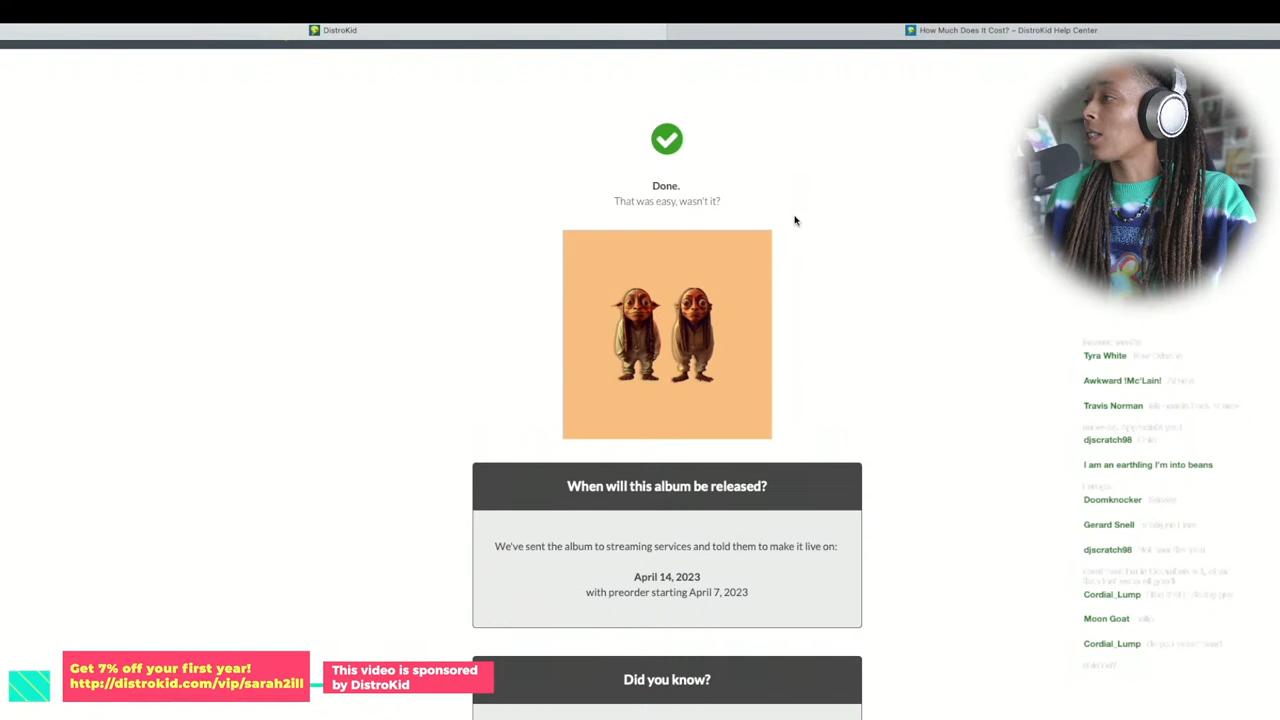 DistroKid
How Much Does It Cost? – DistroKid Help Center
Done.
That was easy, wasn't it?
When will this album be released?
We've sent the album to streaming services and told them to make it live on:
April 14, 2023
with preorder starting April 7, 2023
Did you know?
Tyra White
Awkward !Mc'Lain!
Travis Norman
djscratch98
I am an earthling I'm into beans
Doomknocker
Gerard Snell
djscratch98
Cordial_Lump
Moon Goat
Cordial_Lump
Get 7% off your first year!
http://distrokid.com/vip/sarah2ill
This video is sponsored
by DistroKid